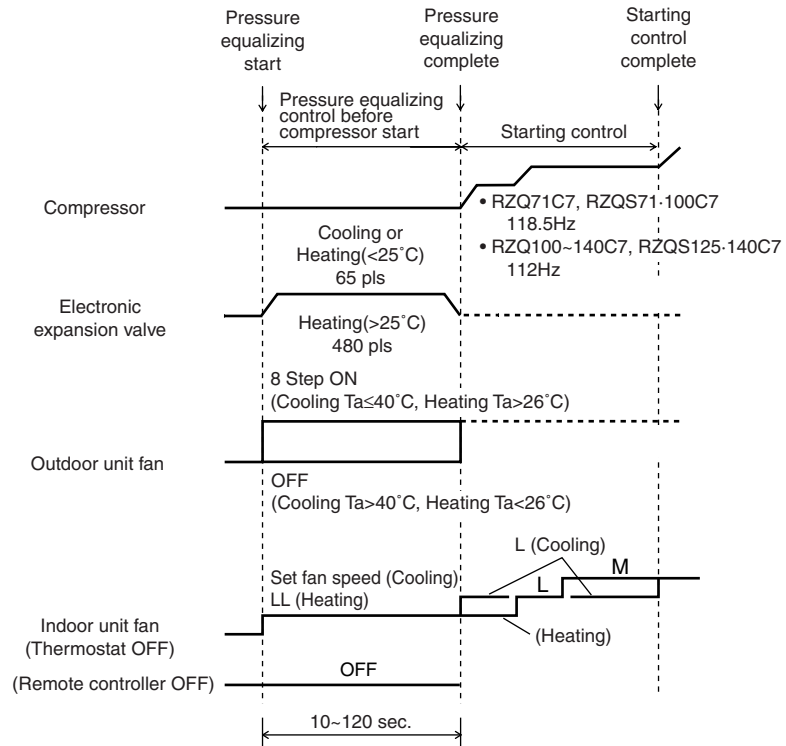 Pressure
equalizing
start
Pressure
equalizing
complete
Starting
control
complete
Pressure equalizing
control before
compressor start
Starting control
Compressor
• RZQ71C7, RZQS71·100C7
118.5Hz
• RZQ100~140C7, RZQS125·140C7
112Hz
Cooling or
Heating(<25˚C)
65 pls
Electronic
expansion valve
Heating(>25˚C)
480 pls
8 Step ON
(Cooling Ta≤40˚C, Heating Ta>26˚C)
Outdoor unit fan
OFF
(Cooling Ta>40˚C, Heating Ta<26˚C)
L (Cooling)
Set fan speed (Cooling)
LL (Heating)
L
M
Indoor unit fan
(Thermostat OFF)
(Heating)
(Remote controller OFF)
OFF
10~120 sec.